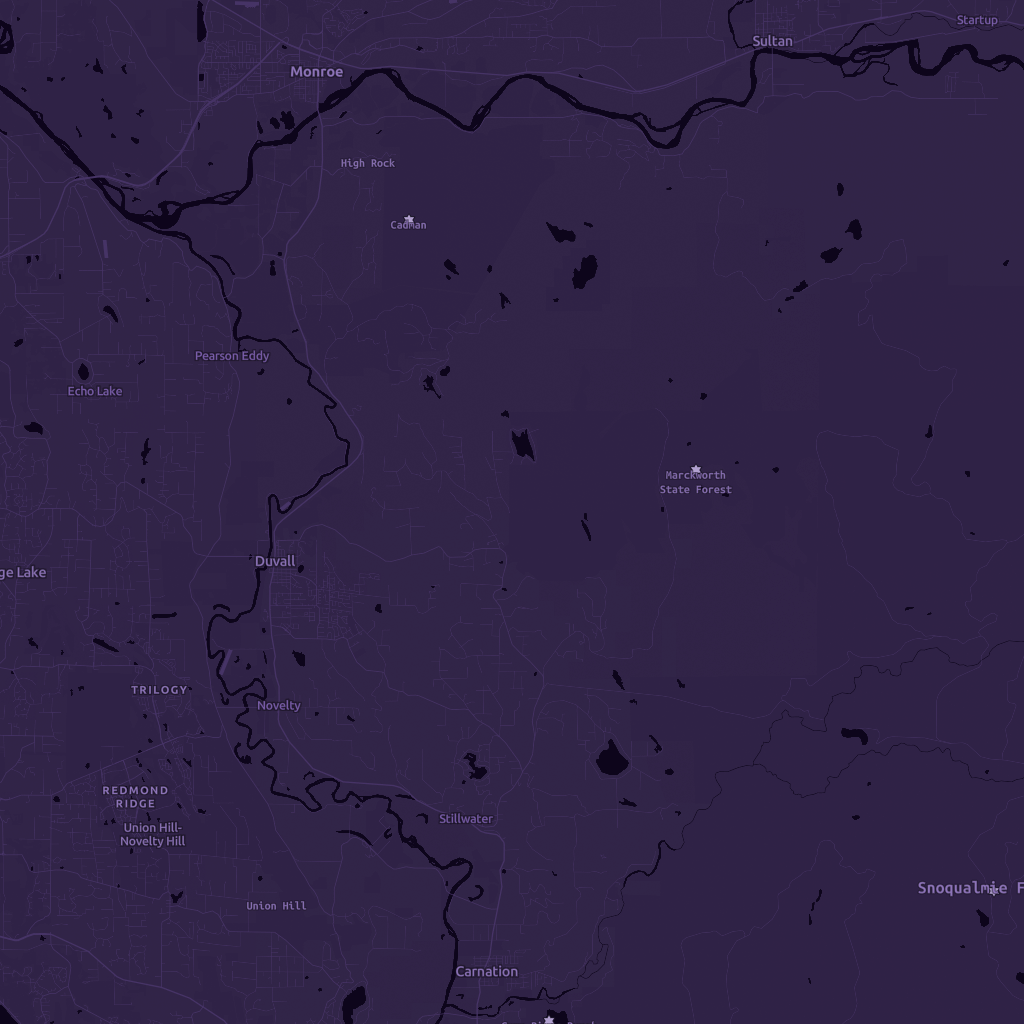 Startup
Sultan
Monroe
High Rock
Cadman
Pearson Eddy
Echo Lake
Marckworth
State Forest
Duvall
ge Lake
TRILOGY
Novelty
REDMOND
RIDGE
Stillwater
Union Hill-
Novelty Hill
Snoqualmie F
Union Hill
Carnation